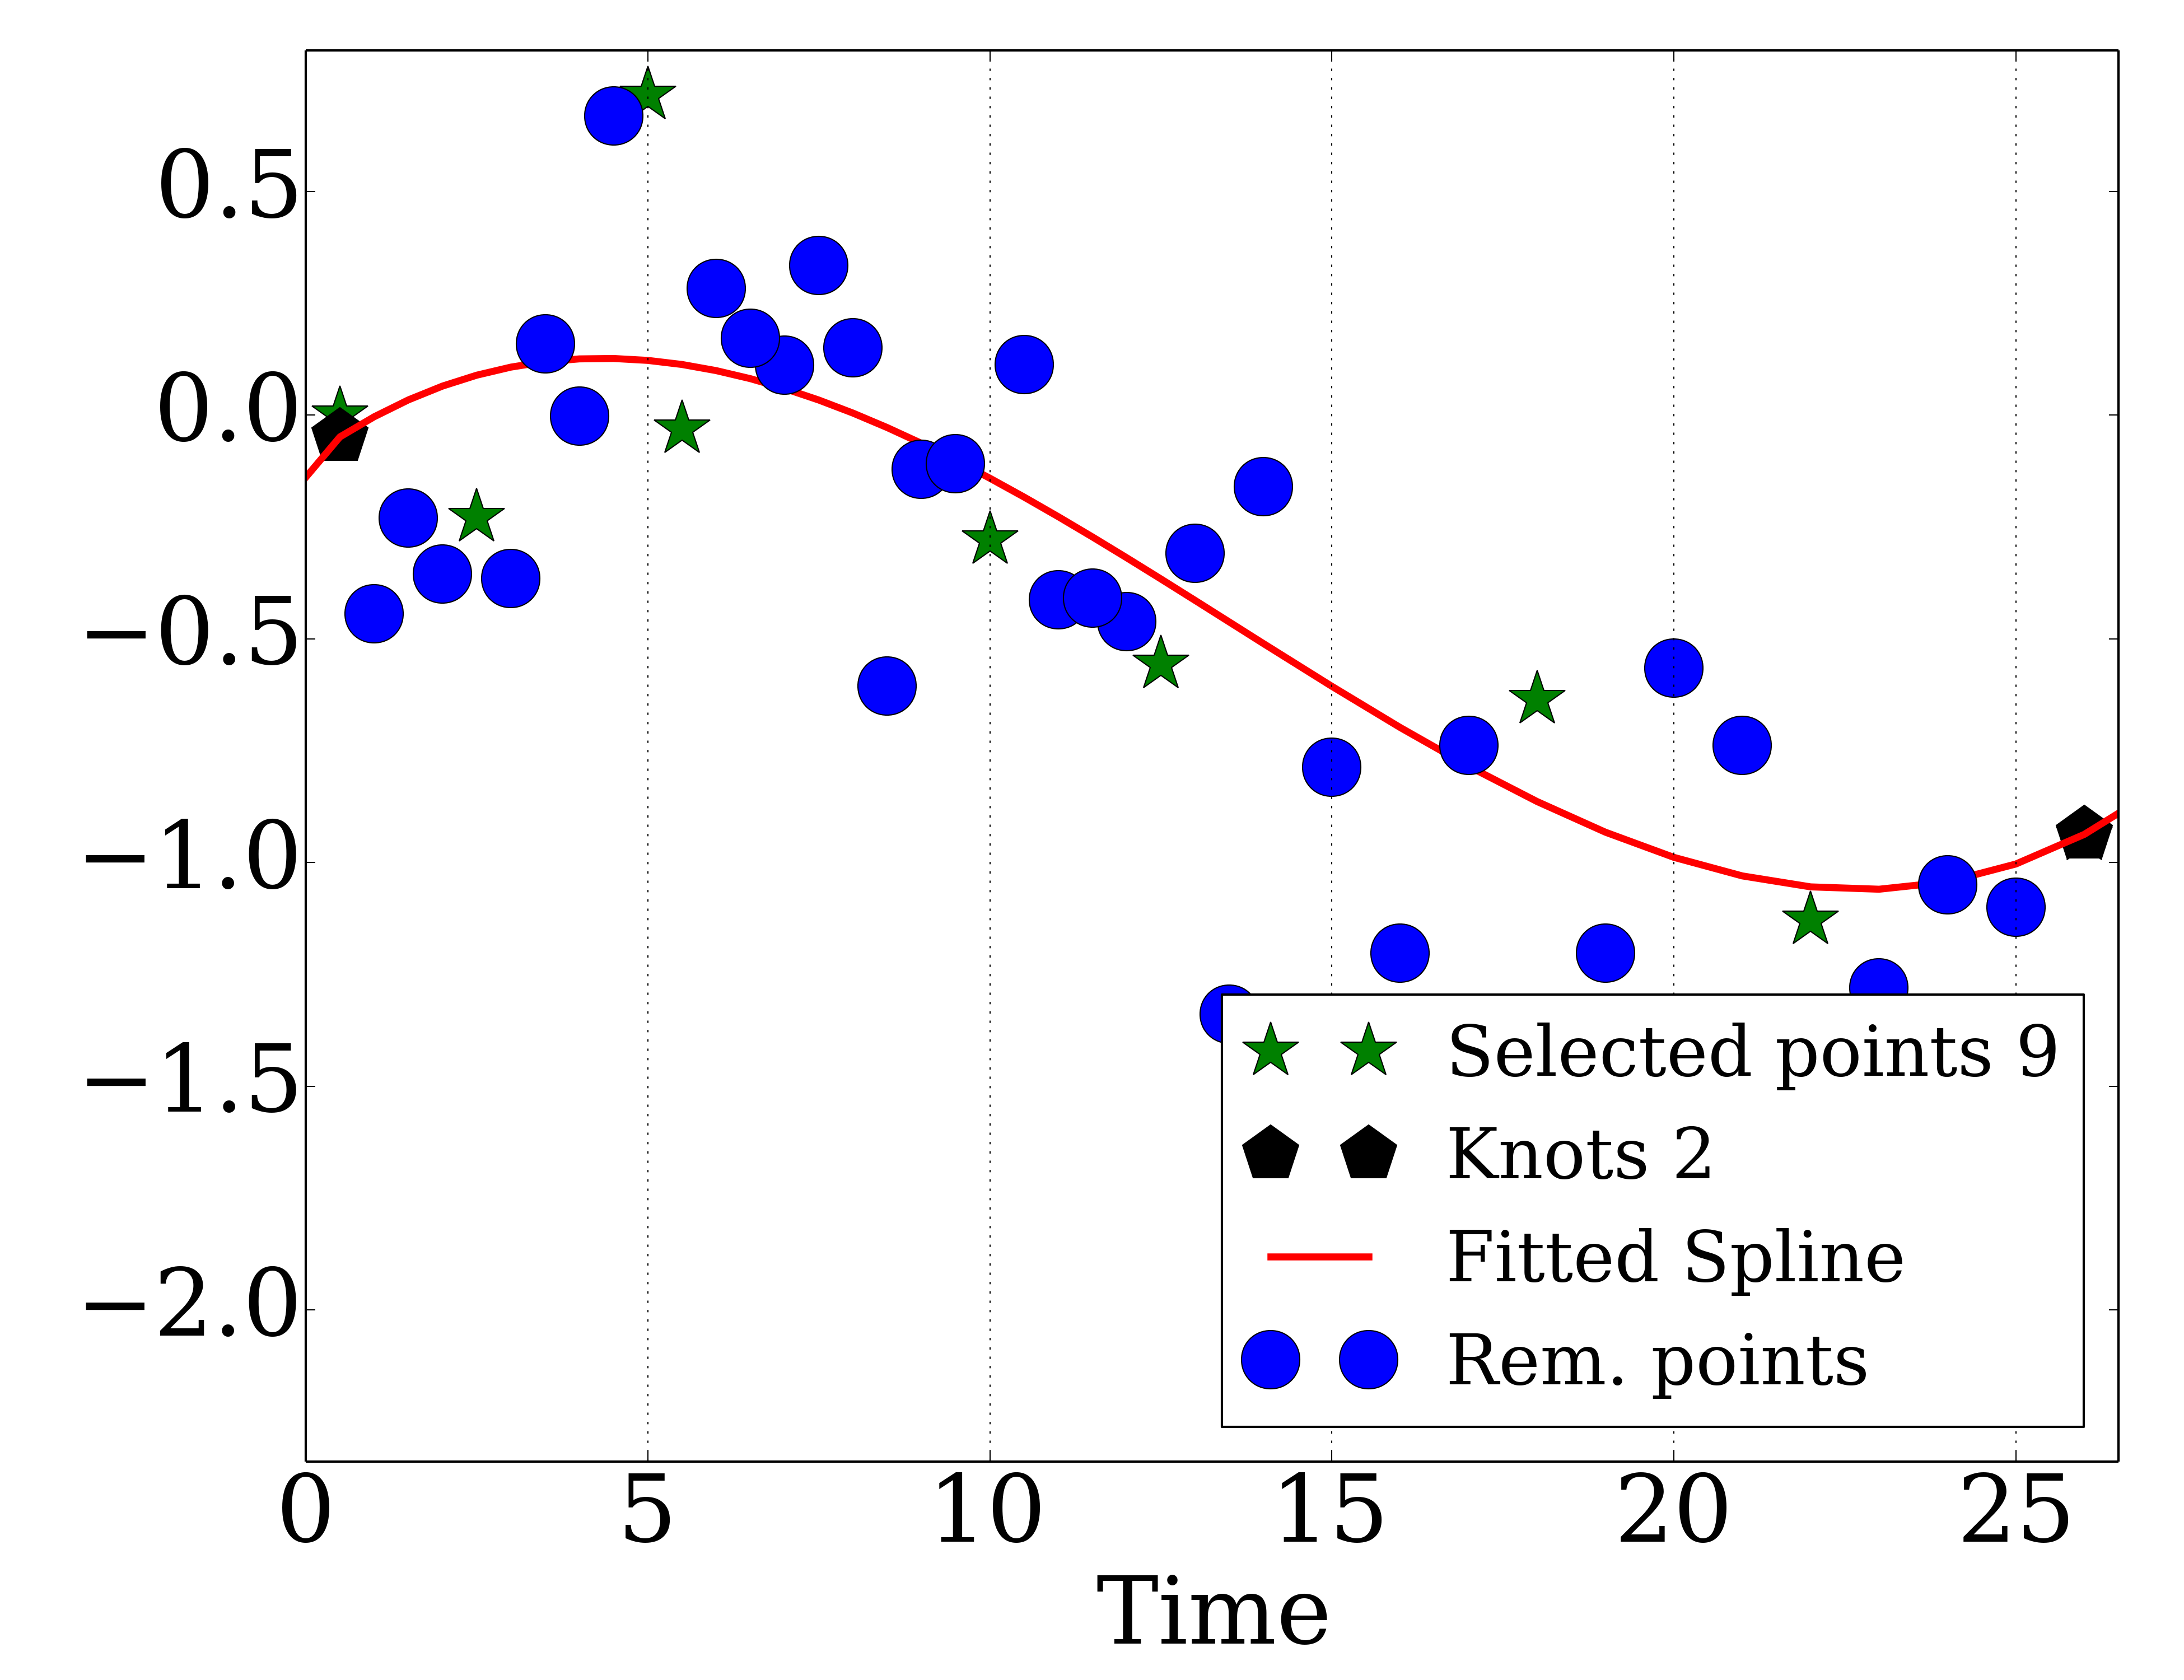 0.5
0.0
−0.5
−1.0
−1.5
−2.0
Selected points 9
Knots 2
Fitted Spline
Rem. points
0 5 10 15 20 25
Time